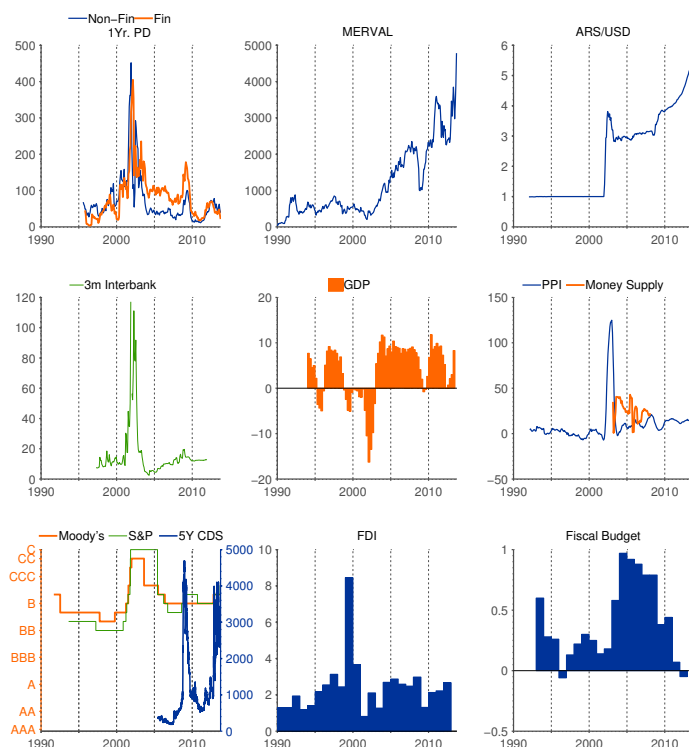 Non-Fin Fin
1Yr. PD
500
400
300
200
100
0
1990 2000 2010
MERVAL
5000
4000
3000
2000
1000
0
1990 2000 2010
ARS/USD
6
5
4
3
2
1
0
1990 2000 2010
3m Interbank
120
100
80
60
40
20
0
1990 2000 2010
GDP
20
10
0
−10
−20
1990 2000 2010
PPI Money Supply
150
100
50
0
−50
1990 2000 2010
Moody's S&P 5Y CDS
C
CC
CCC
B
BB
BBB
A
AA
AAA
5000
4000
3000
2000
1000
0
1990 2000 2010
FDI
10
8
6
4
2
0
1990 2000 2010
Fiscal Budget
1
0.5
0
−0.5
1990 2000 2010